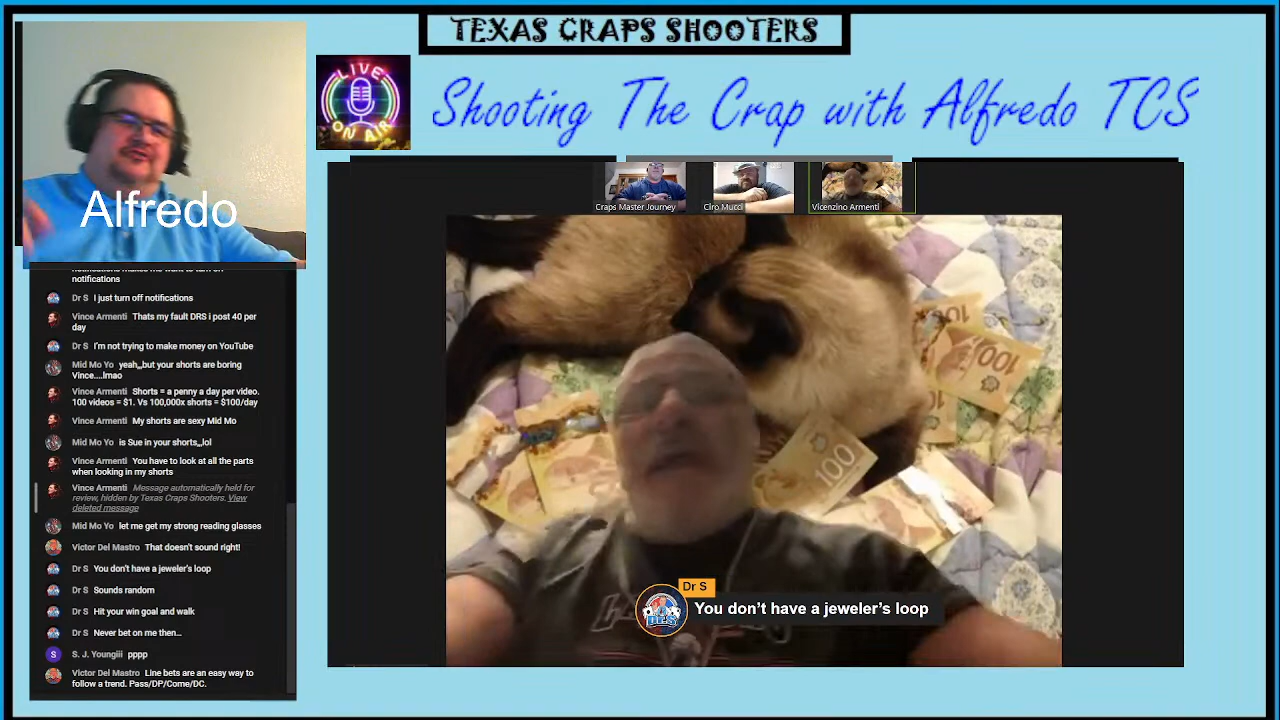 TEXAS CRAPS SHOOTERS
LIVE
ON AIR
Shooting The Crap with Alfredo TCS
Alfredo
Craps Master Journey
Ciro Mucci
Vicenzino Armenti
notifications makes me want to turn off
notifications
Dr S I just turn off notifications
Vince Armenti Thats my fault DRS i post 40 per
day
Dr S I'm not trying to make money on YouTube
Mid Mo Yo yeah,,,but your shorts are boring
Vince....lmao
Vince Armenti Shorts = a penny a day per video.
100 videos = $1. Vs 100,000x shorts = $100/day
Vince Armenti My shorts are sexy Mid Mo
Mid Mo Yo is Sue in your shorts,,,lol
Vince Armenti You have to look at all the parts
when looking in my shorts
Vince Armenti Message automatically held for
review, hidden by Texas Craps Shooters. View
deleted message
Mid Mo Yo let me get my strong reading glasses
Victor Del Mastro That doesn't sound right!
Dr S You don't have a jeweler's loop
Dr S Sounds random
Dr S Hit your win goal and walk
Dr S Never bet on me then...
S
S. J. Youngiii pppp
Victor Del Mastro Line bets are an easy way to
follow a trend. Pass/DP/Come/DC.
100
100
100
Dr S
Dr.S
You don't have a jeweler's loop